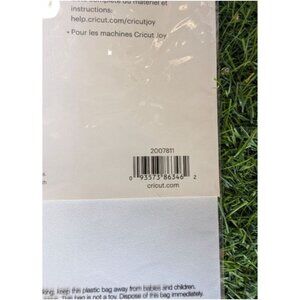 complète du matériel et
instructions:
help.cricut.com/cricutjoy
• Pour les machines Cricut Joy
2007811
0 93573 86346 2
cricut.com
keep this plastic bag away from babies and children.
This bag is not a toy. Dispose of this bag immediately.